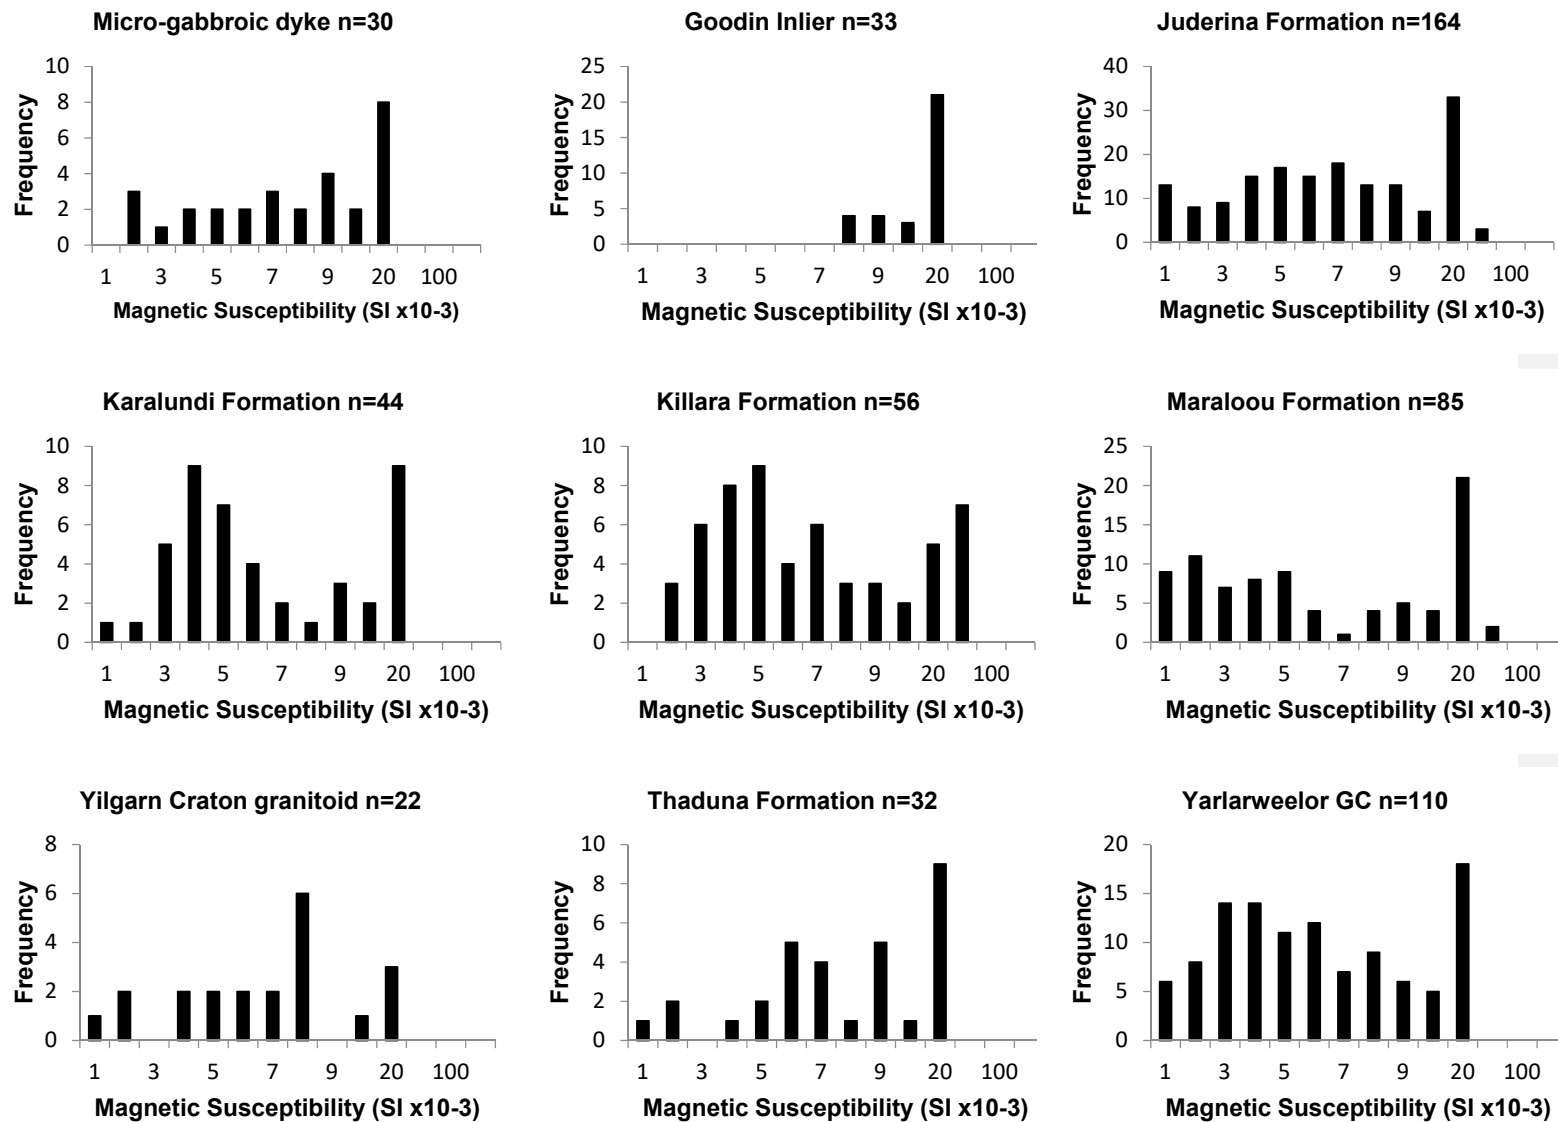 Micro-gabbroic dyke n=30
10
8
6
4
2
0
Frequency
1 3 5 7 9 20 100
Magnetic Susceptibility (SI x10-3)
Goodin Inlier n=33
25
20
15
10
5
0
Frequency
1 3 5 7 9 20 100
Magnetic Susceptibility (SI x10-3)
Juderina Formation n=164
40
30
20
10
0
Frequency
1 3 5 7 9 20 100
Magnetic Susceptibility (SI x10-3)
Karalundi Formation n=44
10
8
6
4
2
0
Frequency
1 3 5 7 9 20 100
Magnetic Susceptibility (SI x10-3)
Killara Formation n=56
10
8
6
4
2
0
Frequency
1 3 5 7 9 20 100
Magnetic Susceptibility (SI x10-3)
Maraloou Formation n=85
25
20
15
10
5
0
Frequency
1 3 5 7 9 20 100
Magnetic Susceptibility (SI x10-3)
Yilgarn Craton granitoid n=22
8
6
4
2
0
Frequency
1 3 5 7 9 20 100
Magnetic Susceptibility (SI x10-3)
Thaduna Formation n=32
10
8
6
4
2
0
Frequency
1 3 5 7 9 20 100
Magnetic Susceptibility (SI x10-3)
Yarlarweelor GC n=110
20
15
10
5
0
Frequency
1 3 5 7 9 20 100
Magnetic Susceptibility (SI x10-3)